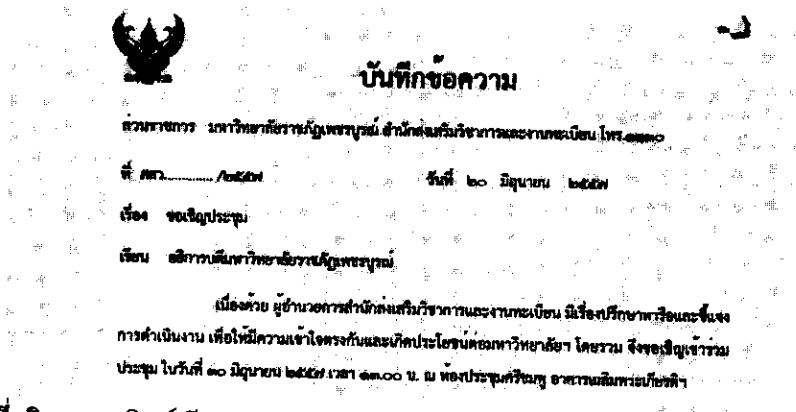 บันทึกข้อความ
ส่วนราชการ มหาวิทยาลัยราชภัฏเพชรบูรณ์ สำนักส่งเสริมวิชาการและงานทะเบียน โทร.
ที่ สสว............ /๒๕๕๗ วันที่ ๒๐ มิถุนายน ๒๕๕๗
เรื่อง ขอเชิญประชุม
เรียน อธิการบดีมหาวิทยาลัยราชภัฏเพชรบูรณ์
เนื่องด้วย ผู้อำนวยการสำนักส่งเสริมวิชาการและงานทะเบียน มีเรื่องปรึกษาหารือและชี้แจง
การดำเนินงาน เพื่อให้มีความเข้าใจตรงกันและเกิดประโยชน์ต่อมหาวิทยาลัยฯ โดยรวม จึงขอเชิญเข้าร่วม
ประชุม ในวันที่ ๓๐ มิถุนายน ๒๕๕๗ เวลา ๑๓.๐๐ น. ณ ห้องประชุมศรีชมพู อาคารเฉลิมพระเกียรติฯ